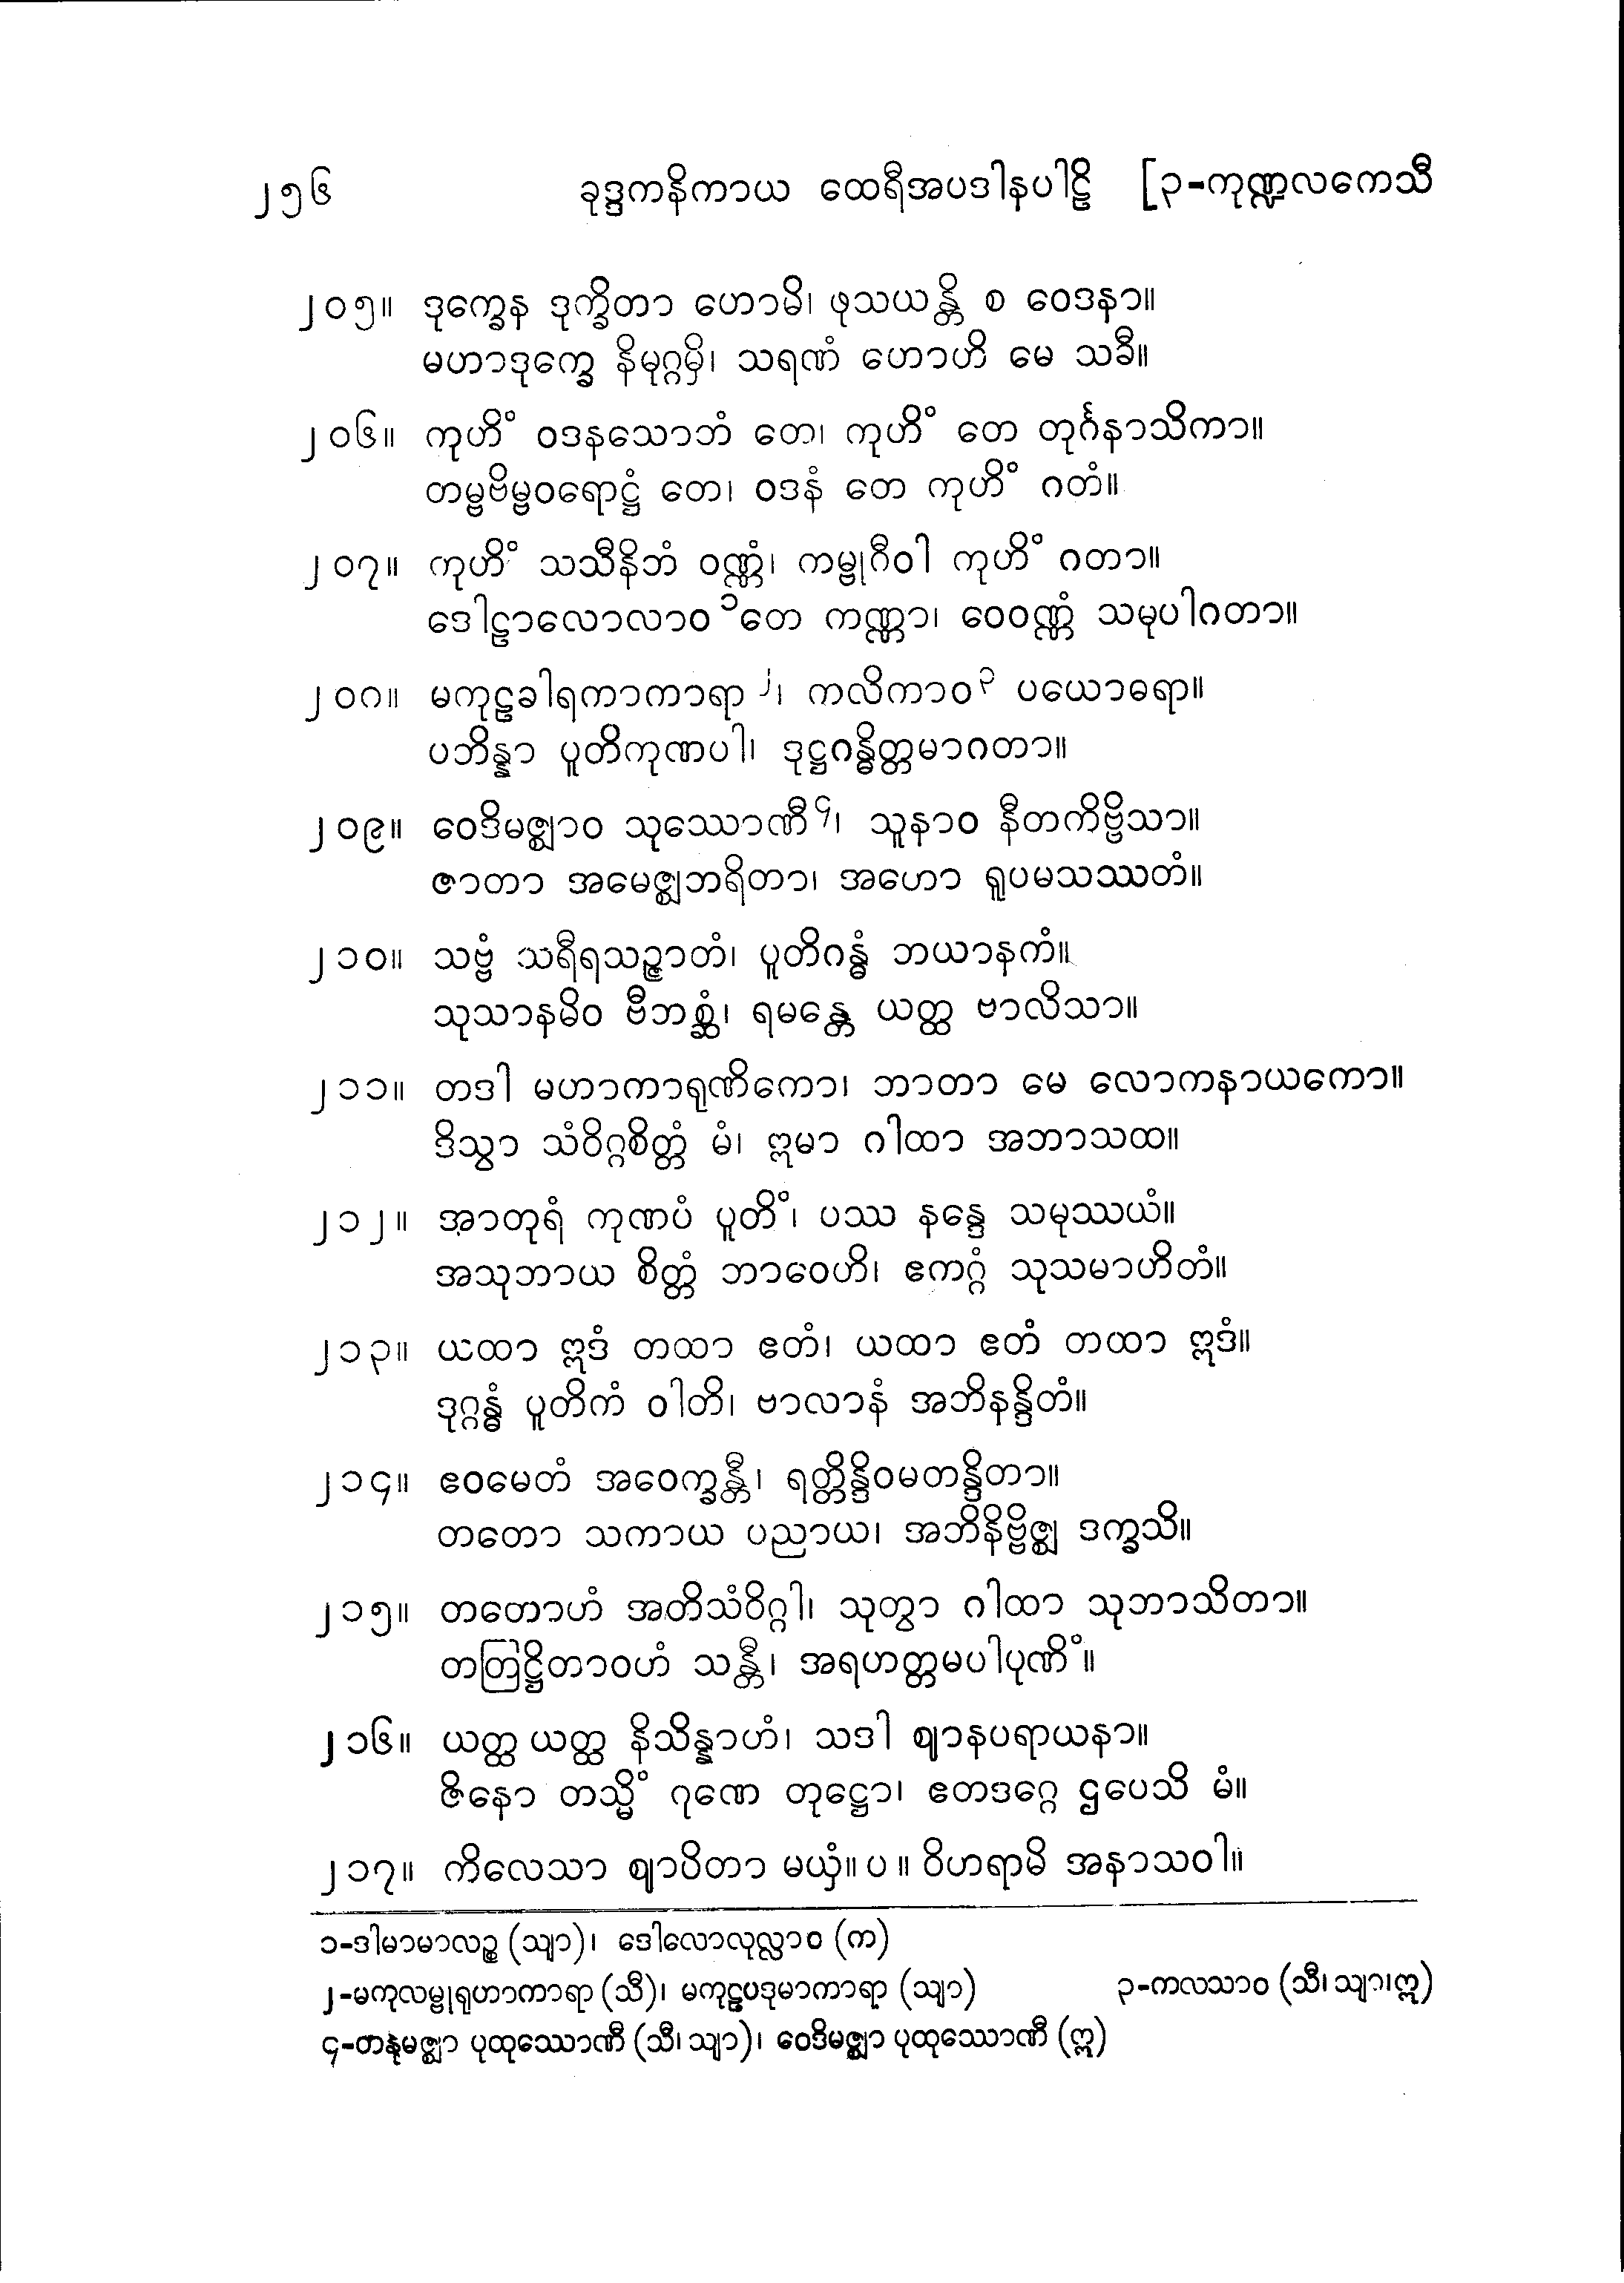 ၂၅၆ ခုဒ္ဒကနိကာယ ထေရီအပဒါနပါဠိ [၃-ကုဏ္ဍလကေသီ
၂၀၅။ ဒုက္ခေန ဒုက္ခိတာ ဟောမိ၊ ဖုသယန္တိ စ ဝေဒနာ။
မဟာဒုက္ခေ နိမုဂ္ဂမှိ၊ သရဏံ ဟောဟိ မေ သခီ။
၂၀၆။ ကုဟိံ ဝဒနသောဘံ တေ၊ ကုဟိံ တေ တုင်္ဂနာသိကာ။
တမ္ဗဗိမ္ဗဝရောဋ္ဌံ တေ၊ ဝဒနံ တေ ကုဟိံ ဂတံ။
၂၀၇။ ကုဟိံ သသီနိဘံ ဝဏ္ဏံ၊ ကမ္ဗုဂီဝါ ကုဟိံ ဂတာ။
ဒေါဠာလောလာဝ ၁တေ ကဏ္ဏာ၊ ဝေဝဏ္ဏံ သမုပါဂတာ။
၂၀၈။ မကုဠခါရကာကာရာ ၂၊ ကလိကာဝ ၃ ပယောဓရာ။
ပဘိန္နာ ပူတိကုဏပါ၊ ဒုဋ္ဌဂန္ဓိတ္တမာဂတာ။
၂၀၉။ ဝေဒိမဇ္ဈာဝ သုဿောဏီ ၄၊ သူနာဝ နီတကိဗ္ဗိသာ။
ဇာတာ အမေဇ္ဈဘရိတာ၊ အဟော ရူပမသဿတံ။
၂၁၀။ သဗ္ဗံ သရီရသဉ္ဇာတံ၊ ပူတိဂန္ဓံ ဘယာနကံ။
သုသာနမိဝ ဗီဘစ္ဆံ၊ ရမန္တေ ယတ္ထ ဗာလိသာ။
၂၁၁။ တဒါ မဟာကာရုဏိကော၊ ဘာတာ မေ လောကနာယကော။
ဒိသွာ သံဝိဂ္ဂစိတ္တံ မံ၊ ဣမာ ဂါထာ အဘာသထ။
၂၁၂။ အာတုရံ ကုဏပံ ပူတိံ၊ ပဿ နန္ဒေ သမုဿယံ။
အသုဘာယ စိတ္တံ ဘာဝေဟိ၊ ဧကဂ္ဂံ သုသမာဟိတံ။
၂၁၃။ ယထာ ဣဒံ တထာ ဧတံ၊ ယထာ ဧတံ တထာ ဣဒံ။
ဒုဂ္ဂန္ဓံ ပူတိကံ ဝါတိ၊ ဗာလာနံ အဘိနန္ဒိတံ။
၂၁၄။ ဧဝမေတံ အဝေက္ခန္တီ၊ ရတ္တိန္ဒိဝမတန္ဒိတာ။
တတော သကာယ ပညာယ၊ အဘိနိဗ္ဗိဇ္ဈ ဒက္ခသိ။
၂၁၅။ တတောဟံ အတိသံဝိဂ္ဂါ၊ သုတွာ ဂါထာ သုဘာသိတာ။
တတြဋ္ဌိတာဝဟံ သန္တီ၊ အရဟတ္တမပါပုဏိံ။
၂၁၆။ ယတ္ထ ယတ္ထ နိသိန္နာဟံ၊ သဒါ ဈာနပရာယနာ။
ဇိနော တသ္မိံ ဂုဏေ တုဋ္ဌော၊ ဧတဒဂ္ဂေ ဌပေသိ မံ။
၂၁၇။ ကိလေသာ ဈာပိတာ မယှံ။ ပ ။ ဝိဟရာမိ အနာသဝါ။
၁-ဒါမာမာလဉ္စ (သျာ)၊ ဒေါလောလုလ္လာဝ (က)
၂-မကုလမ္ဗုရုဟာကာရာ (သီ)၊ မကုဠပဒုမာကာရာ (သျာ) ၃-ကလသာဝ (သီ၊ သျာ၊ ဣ)
၄-တနုမဇ္ဈာ ပုထုဿောဏီ (သီ၊ သျာ)၊ ဝေဒိမဇ္ဈာ ပုထုဿောဏီ (ဣ)